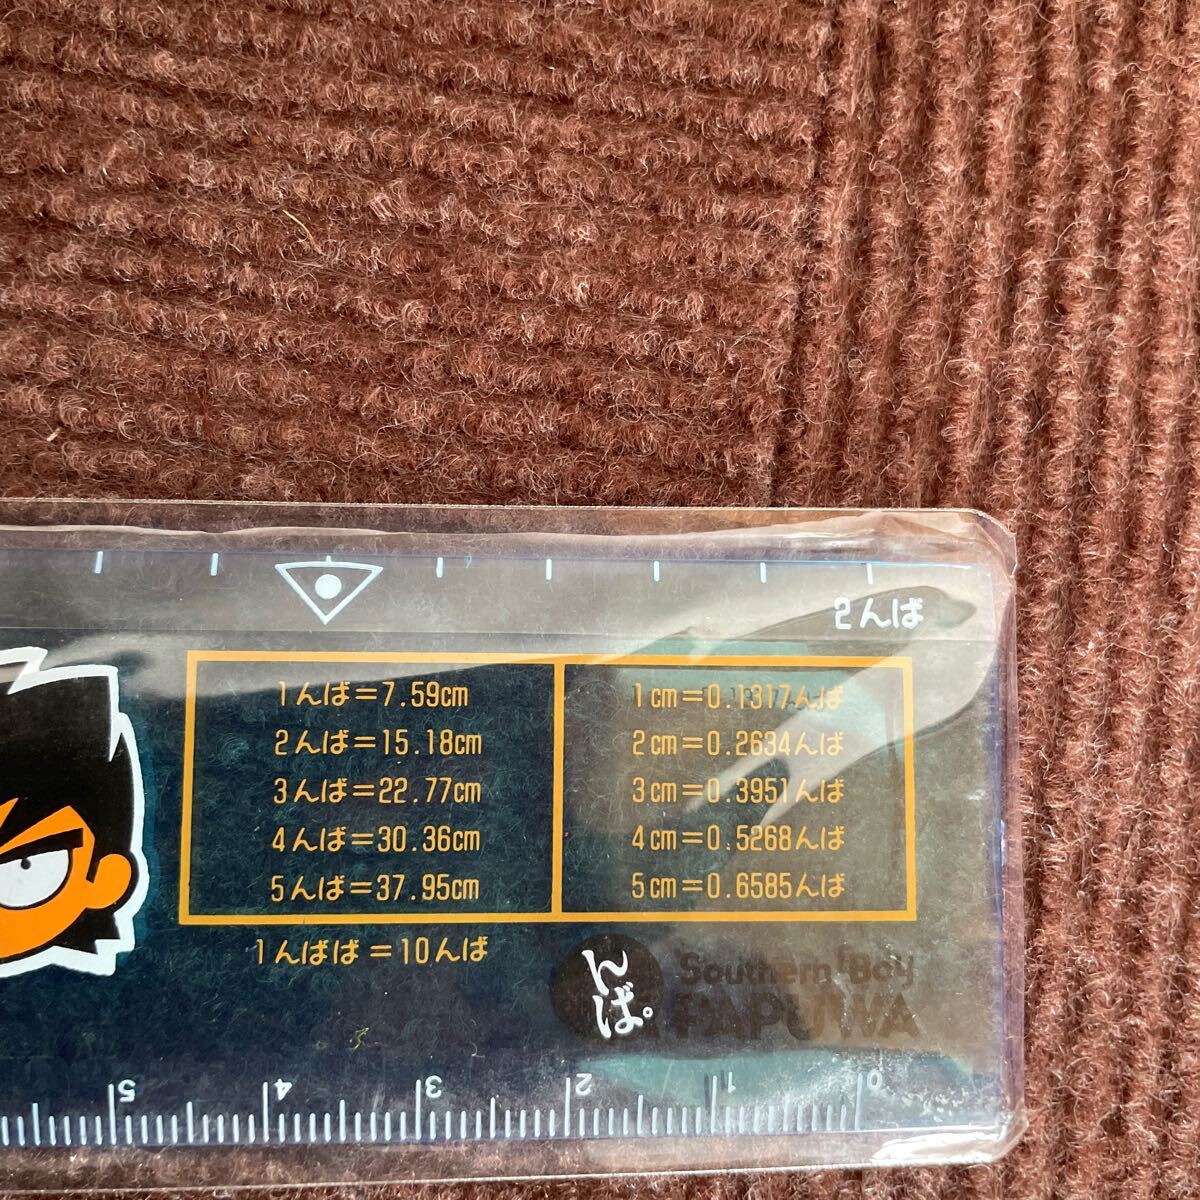 2んば
1んば=7.59cm
2んば=15.18cm
3んば=22.77cm
4んば=30.36cm
5んば=37.95cm
1cm=0.1317んば
2cm=0.2634んば
3cm=0.3951んば
4cm=0.5268んば
5cm=0.6585んば
1んばば=10んば
んば。
Southern Boy
PAPUWA
5 4 3 2 1 0